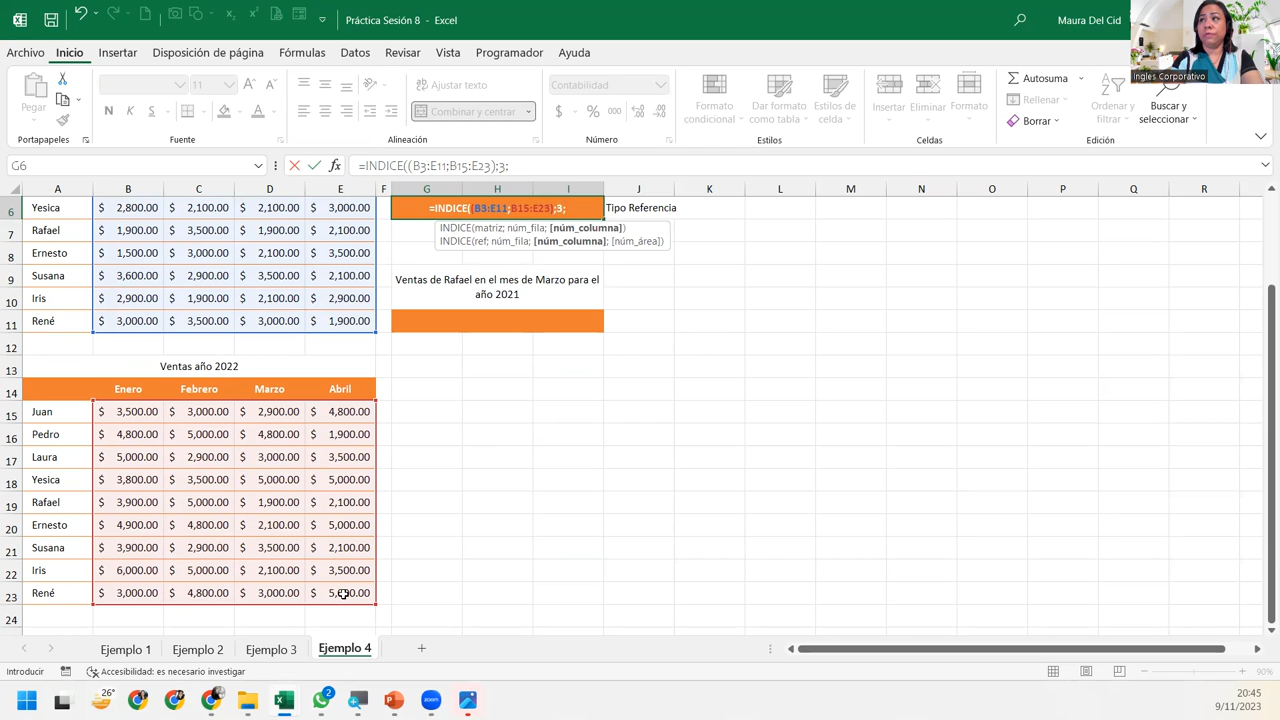 Práctica Sesión 8 - Excel
Maura Del Cid
Ingles Corporativo
Archivo Inicio Insertar Disposición de página Fórmulas Datos Revisar Vista Programador Ayuda
Pegar
11
N K S
Ajustar texto
Combinar y centrar
Contabilidad
$ % 000
Formato condicional
Dar formato como tabla
Estilos de celda
Insertar
Eliminar
Formato
Autosuma
Rellenar
Borrar
Ordenar y filtrar
Buscar y seleccionar
Portapapeles Fuente Alineación Número Estilos Celdas Edición
G6 fx =INDICE((B3:E11;B15:E23);3;
A B C D E F G H I J K L M N O P Q R
6 Yesica $ 2,800.00 $ 2,100.00 $ 2,100.00 $ 3,000.00 =INDICE((B3:E11;B15:E23);3; Tipo Referencia
7 Rafael $ 1,900.00 $ 3,500.00 $ 1,900.00 $ 2,100.00 INDICE(matriz; núm_fila; [núm_columna])
INDICE(ref; núm_fila; [núm_columna]; [núm_área])
8 Ernesto $ 1,500.00 $ 3,000.00 $ 2,100.00 $ 3,500.00
9 Susana $ 3,600.00 $ 2,900.00 $ 3,500.00 $ 2,100.00 Ventas de Rafael en el mes de Marzo para el
10 Iris $ 2,900.00 $ 1,900.00 $ 2,100.00 $ 2,900.00 año 2021
11 René $ 3,000.00 $ 3,500.00 $ 3,000.00 $ 1,900.00
12
13 Ventas año 2022
14 Enero Febrero Marzo Abril
15 Juan $ 3,500.00 $ 3,000.00 $ 2,900.00 $ 4,800.00
16 Pedro $ 4,800.00 $ 5,000.00 $ 4,800.00 $ 1,900.00
17 Laura $ 5,000.00 $ 2,900.00 $ 3,000.00 $ 3,500.00
18 Yesica $ 3,800.00 $ 3,500.00 $ 5,000.00 $ 5,000.00
19 Rafael $ 3,900.00 $ 5,000.00 $ 1,900.00 $ 2,100.00
20 Ernesto $ 4,900.00 $ 4,800.00 $ 2,100.00 $ 5,000.00
21 Susana $ 3,900.00 $ 2,900.00 $ 3,500.00 $ 2,100.00
22 Iris $ 6,000.00 $ 5,000.00 $ 2,100.00 $ 3,500.00
23 René $ 3,000.00 $ 4,800.00 $ 3,000.00 $
24
Ejemplo 1 Ejemplo 2 Ejemplo 3 Ejemplo 4
Introducir Accesibilidad: es necesario investigar 90%
26°
2
zoom
20:45
9/11/2023